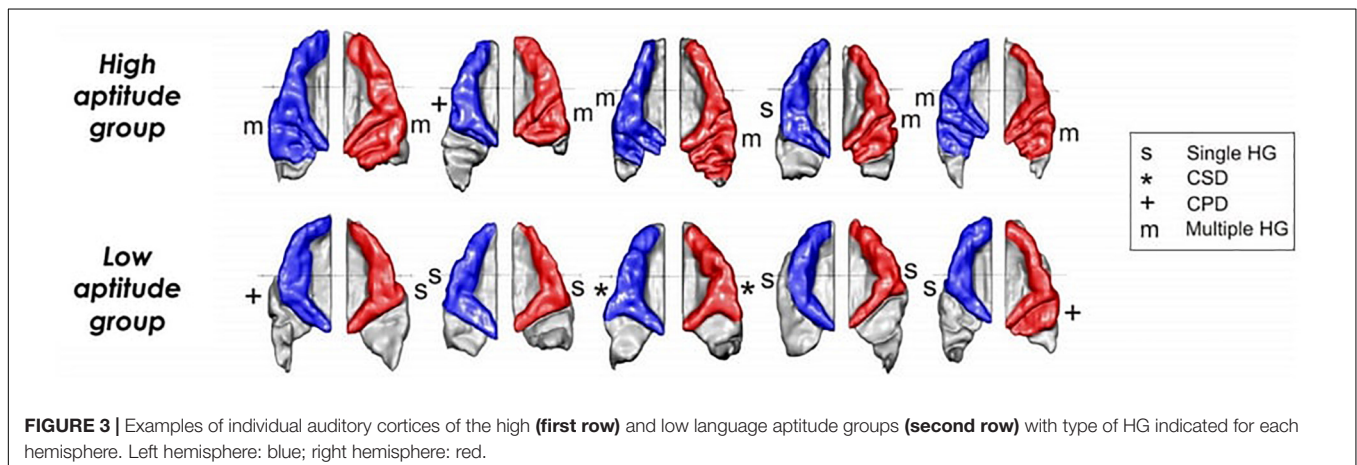 High
aptitude
group
m m + m m m s m m m
s Single HG
* CSD
+ CPD
m Multiple HG
Low
aptitude
group
+ s s s * * s s s +
FIGURE 3 | Examples of individual auditory cortices of the high (first row) and low language aptitude groups (second row) with type of HG indicated for each
hemisphere. Left hemisphere: blue; right hemisphere: red.